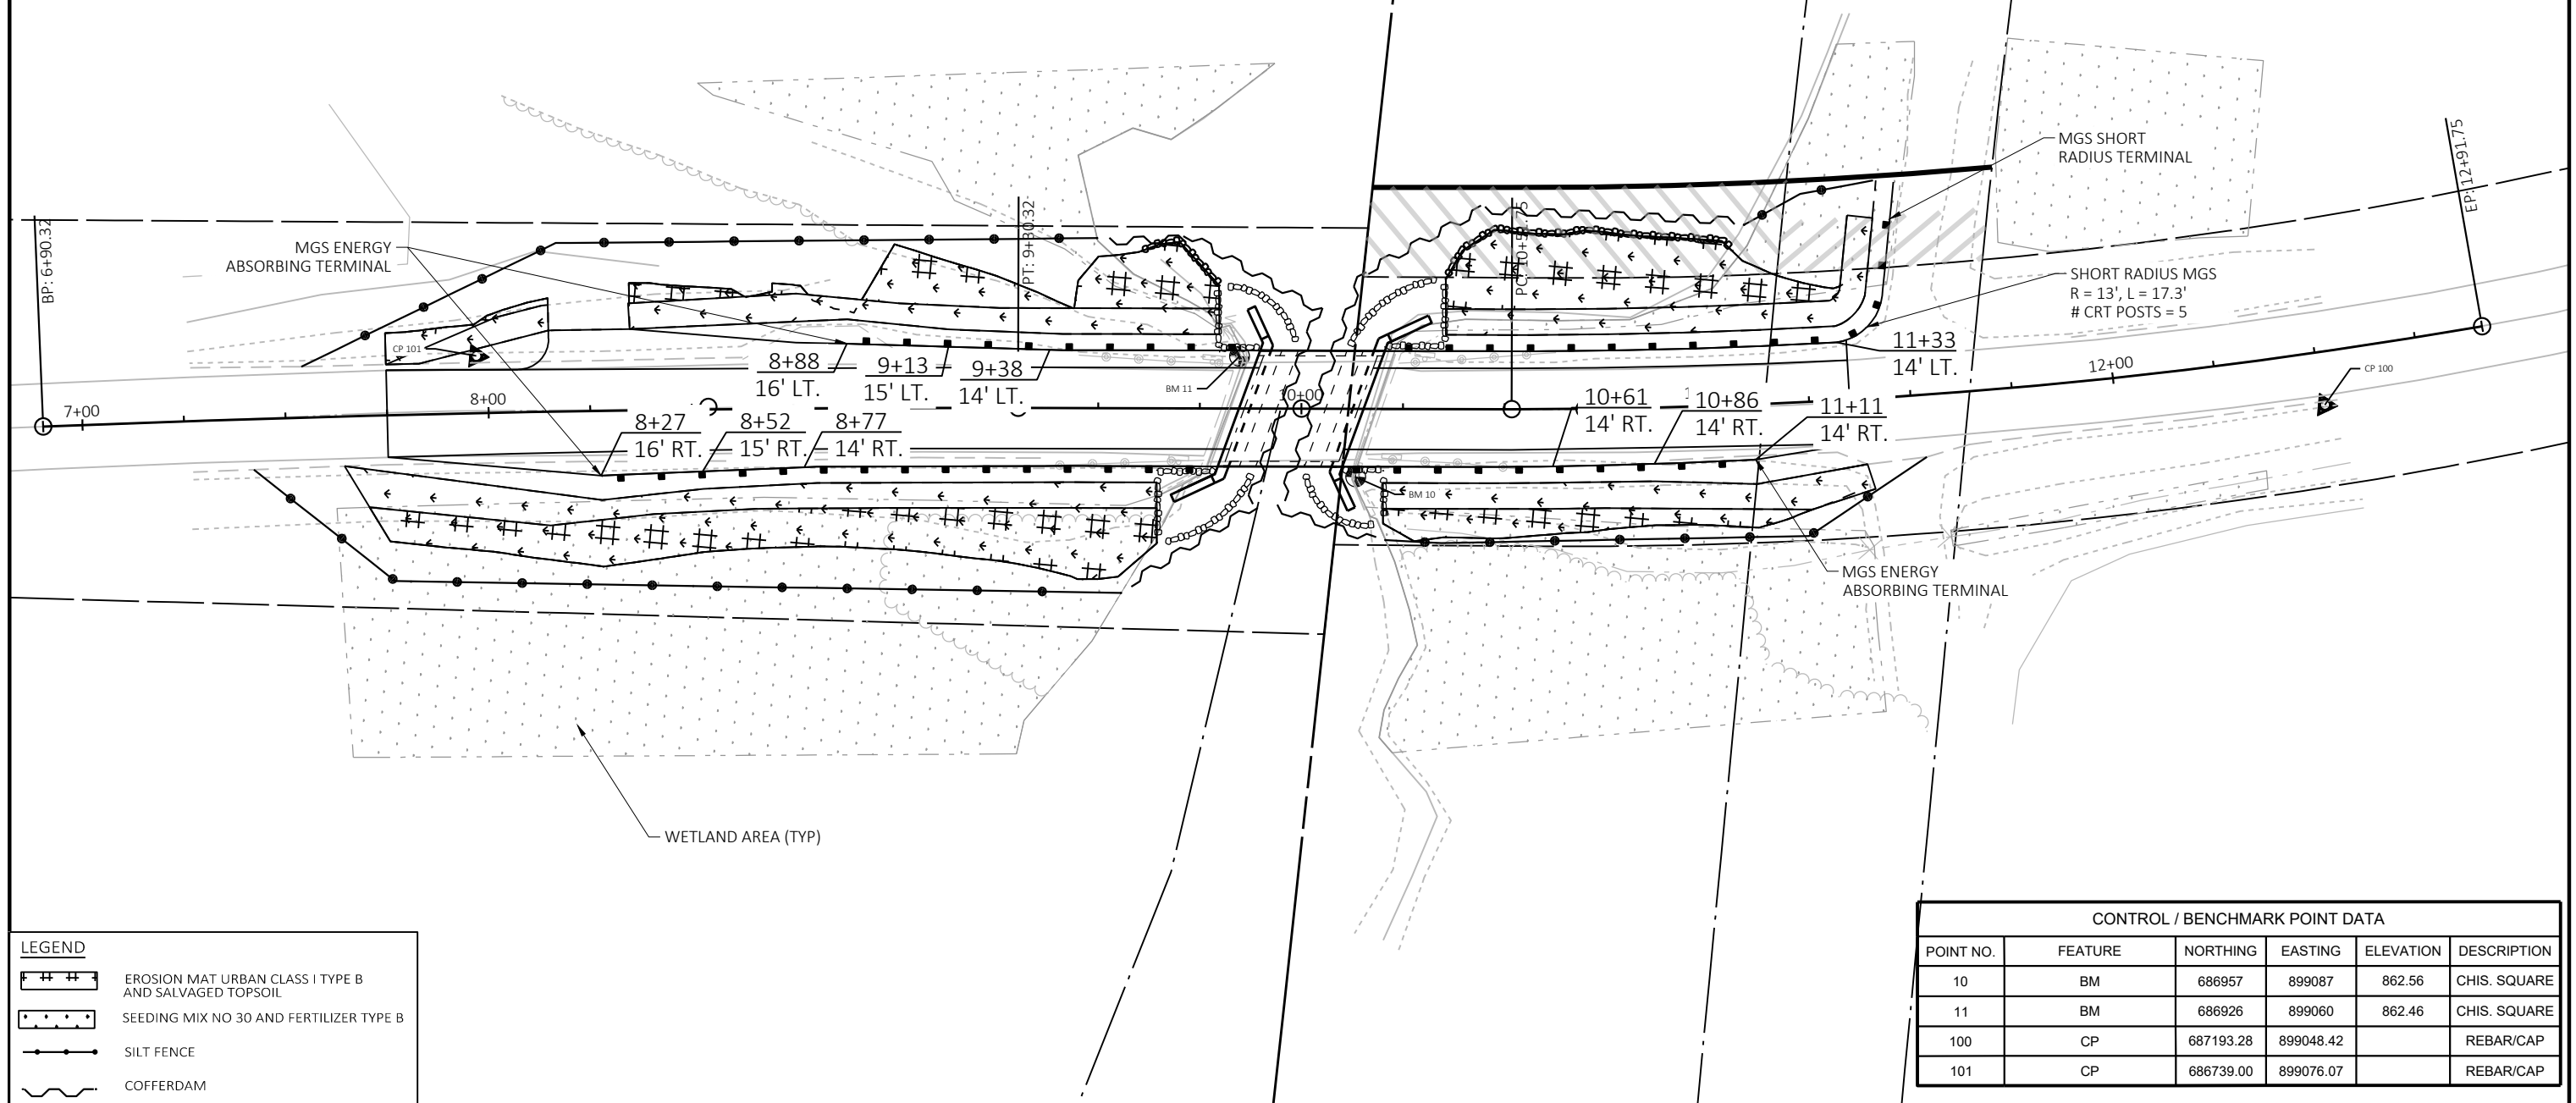 MGS SHORT
RADIUS TERMINAL
EP:12+91.75
BP: 6+90.32
MGS ENERGY
ABSORBING TERMINAL
PT: 9+30.32
PC: 10+51.75
SHORT RADIUS MGS
R = 13', L = 17.3'
# CRT POSTS = 5
CP 101
8+88
16' LT.
9+13
15' LT.
9+38
14' LT.
BM 11
11+33
14' LT.
12+00
CP 100
7+00
8+00
10+00
8+27
16' RT.
8+52
15' RT.
8+77
14' RT.
10+61
14' RT.
10+86
14' RT.
11+11
14' RT.
BM 10
MGS ENERGY
ABSORBING TERMINAL
WETLAND AREA (TYP)
LEGEND
EROSION MAT URBAN CLASS I TYPE B
AND SALVAGED TOPSOIL
SEEDING MIX NO 30 AND FERTILIZER TYPE B
SILT FENCE
COFFERDAM
CONTROL / BENCHMARK POINT DATA
POINT NO. FEATURE NORTHING EASTING ELEVATION DESCRIPTION
10 BM 686957 899087 862.56 CHIS. SQUARE
11 BM 686926 899060 862.46 CHIS. SQUARE
100 CP 687193.28 899048.42 REBAR/CAP
101 CP 686739.00 899076.07 REBAR/CAP